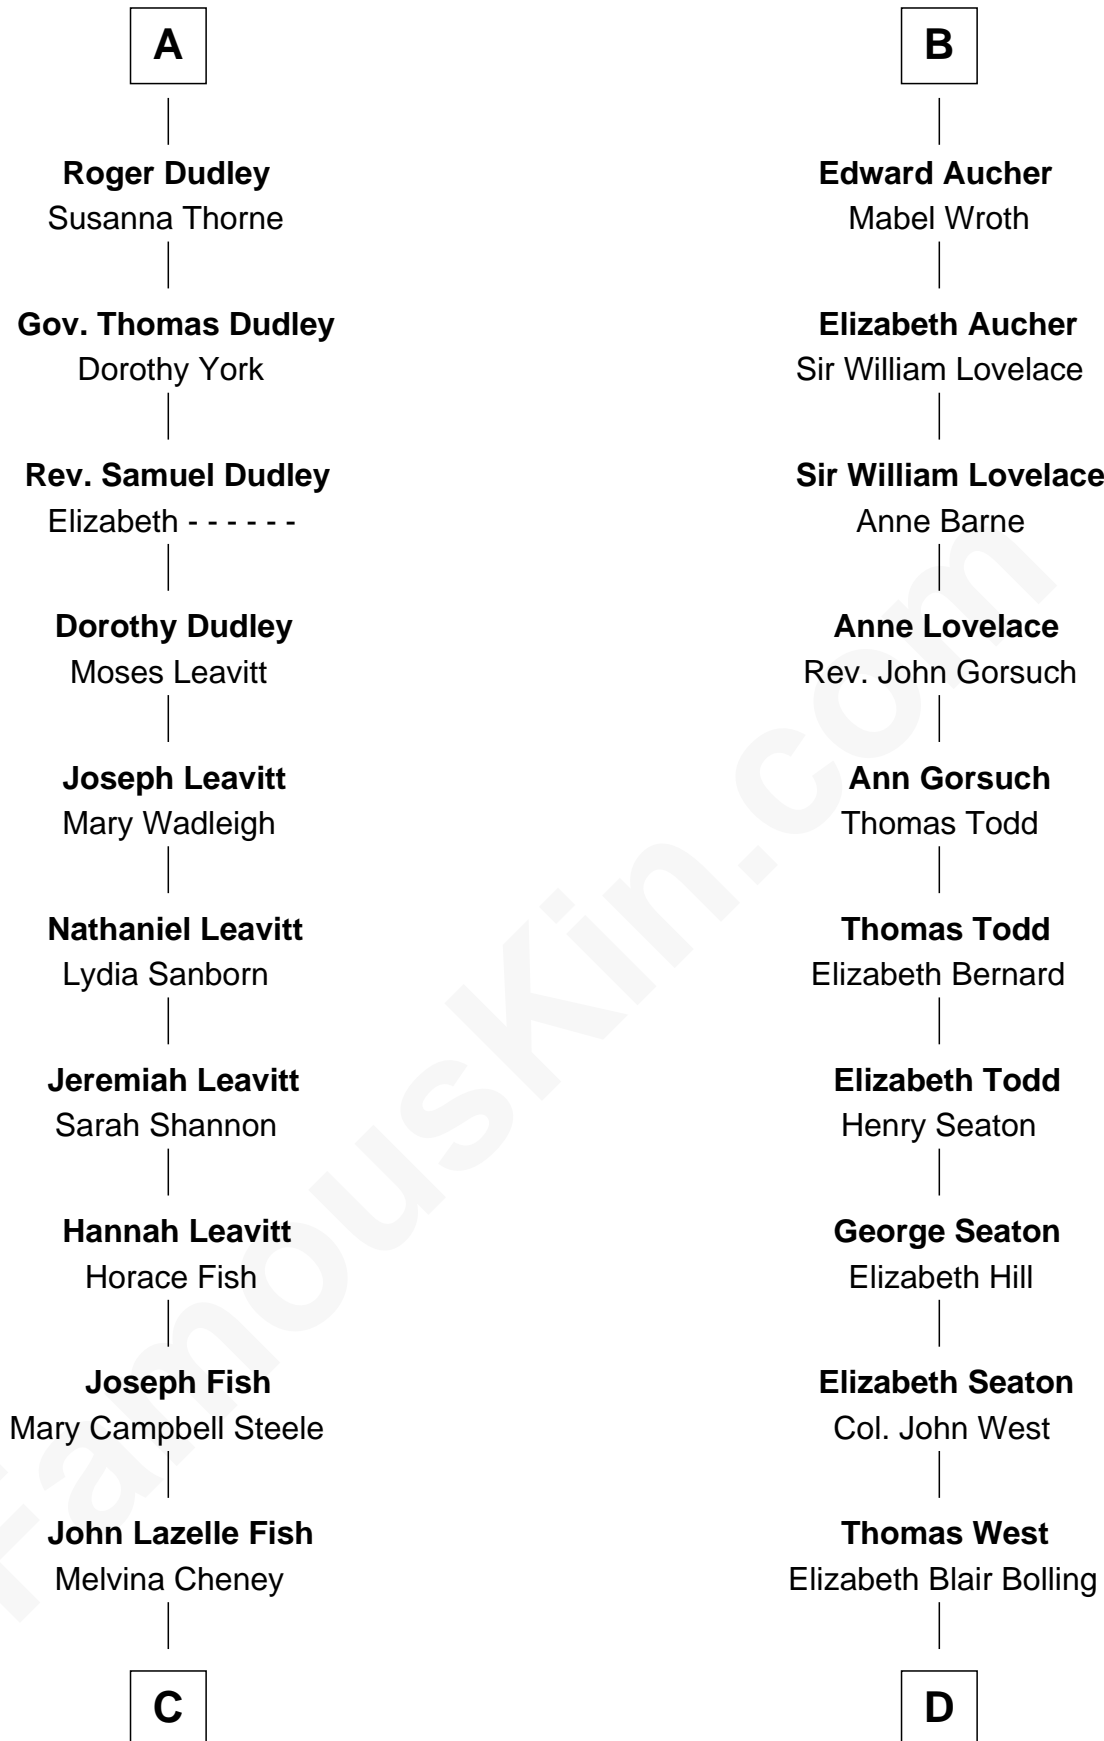 A
Roger Dudley
Susanna Thorne
Gov. Thomas Dudley
Dorothy York
Rev. Samuel Dudley
Elizabeth - - - - - -
Dorothy Dudley
Moses Leavitt
Joseph Leavitt
Mary Wadleigh
Nathaniel Leavitt
Lydia Sanborn
Jeremiah Leavitt
Sarah Shannon
Hannah Leavitt
Horace Fish
Joseph Fish
Mary Campbell Steele
John Lazelle Fish
Melvina Cheney
C
B
Edward Aucher
Mabel Wroth
Elizabeth Aucher
Sir William Lovelace
Sir William Lovelace
Anne Barne
Anne Lovelace
Rev. John Gorsuch
Ann Gorsuch
Thomas Todd
Thomas Todd
Elizabeth Bernard
Elizabeth Todd
Henry Seaton
George Seaton
Elizabeth Hill
Elizabeth Seaton
Col. John West
Thomas West
Elizabeth Blair Bolling
D
FamousKin.com